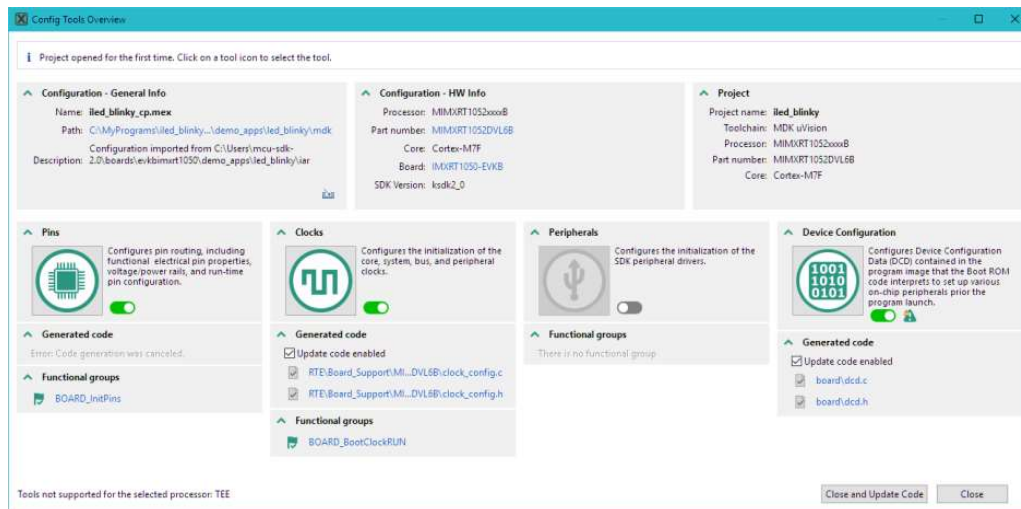 Config Tools Overview
Project opened for the first time. Click on a tool icon to select the tool.
Configuration - General Info
Name: iled_blinky_cp.mex
Path: C:\MyPrograms\iled_blinky...\demo_apps\led_blinky\mdk
Configuration imported from C:\Users\mcu-sdk-
Description: 2.0\boards\evkbimxrt1050\demo_apps\led_blinky\iar
Configuration - HW Info
Processor: MIMXRT1052xxxxB
Part number: MIMXRT1052DVL6B
Core: Cortex-M7F
Board: IMXRT1050-EVKB
SDK Version: ksdk2_0
Project
Project name: iled_blinky
Toolchain: MDK uVision
Processor: MIMXRT1052xxxxB
Part number: MIMXRT1052DVL6B
Core: Cortex-M7F
Pins
Configures pin routing, including
functional electrical pin properties,
voltage/power rails, and run-time
pin configuration.
Generated code
Error: Code generation was canceled.
Functional groups
BOARD_InitPins
Clocks
Configures the initialization of the
core, system, bus, and peripheral
clocks.
Generated code
Update code enabled
RTE\Board_Support\MI...DVL6B\clock_config.c
RTE\Board_Support\MI...DVL6B\clock_config.h
Functional groups
BOARD_BootClockRUN
Peripherals
Configures the initialization of the
SDK peripheral drivers.
Functional groups
There is no functional group
Device Configuration
1001
1010
0101
Configures Device Configuration
Data (DCD) contained in the
program image that the Boot ROM
code interprets to set up various
on-chip peripherals prior the
program launch.
Generated code
Update code enabled
board\dcd.c
board\dcd.h
Tools not supported for the selected processor: TEE
Close and Update Code
Close